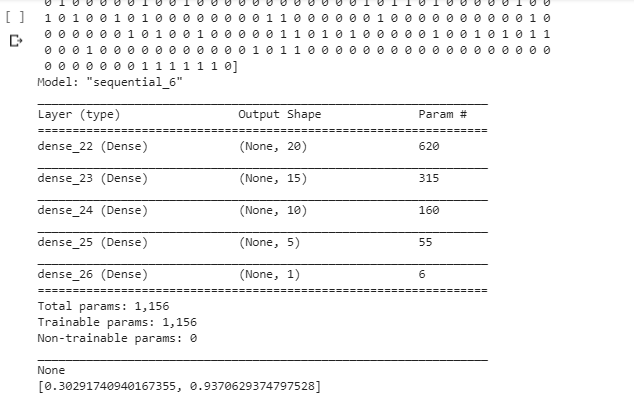 [ ]
1 0 1 0 0 1 0 1 0 0 0 0 0 0 0 0 1 1 0 0 0 0 0 0 1 0 0 0 0 0 0 0 0 0 0 1 0
0 0 0 0 0 0 1 0 1 0 0 1 0 0 0 0 0 1 1 0 1 0 1 0 0 0 0 0 1 0 0 1 0 1 0 1 1
0 0 0 1 0 0 0 0 0 0 0 0 0 0 0 1 0 1 1 0 0 0 0 0 0 0 0 0 0 0 0 0 0 0 0 0 0
0 0 0 0 0 0 0 1 1 1 1 1 1 0]
Model: "sequential_6"
Layer (type) Output Shape Param #
dense_22 (Dense) (None, 20) 620
dense_23 (Dense) (None, 15) 315
dense_24 (Dense) (None, 10) 160
dense_25 (Dense) (None, 5) 55
dense_26 (Dense) (None, 1) 6
Total params: 1,156
Trainable params: 1,156
Non-trainable params: 0
None
[0.30291740940167355, 0.9370629374797528]